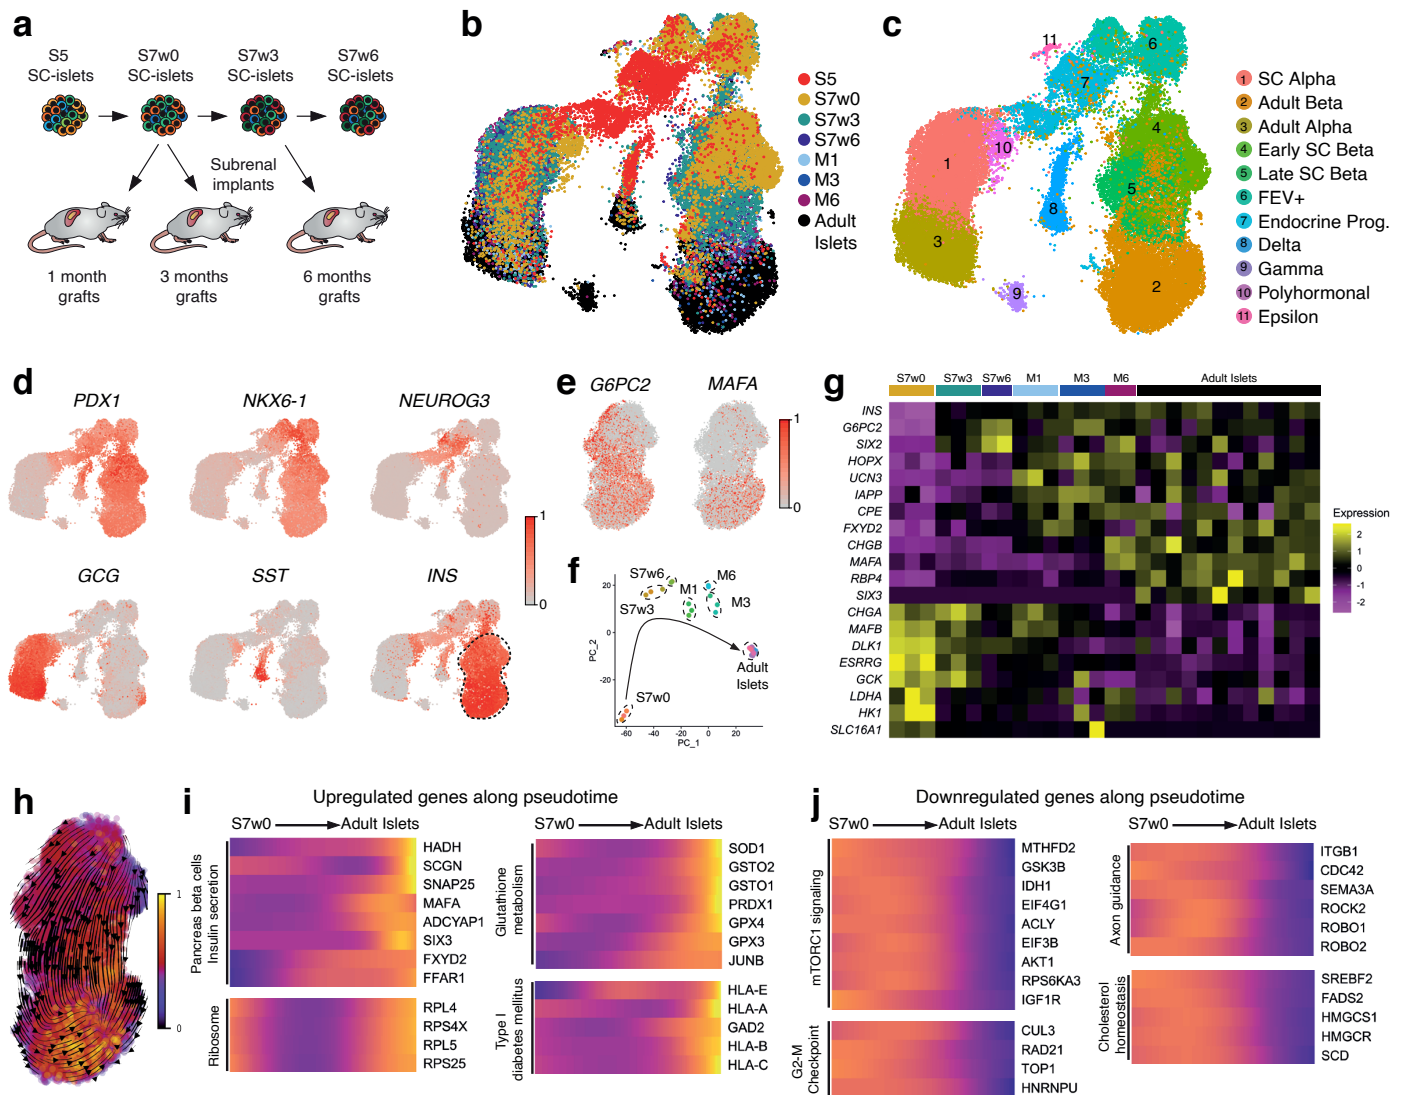 a
S5
SC-islets
S7w0
SC-islets
S7w3
SC-islets
S7w6
SC-islets
Subrenal
implants
1 month
grafts
3 months
grafts
6 months
grafts
b
S5
S7w0
S7w3
S7w6
M1
M3
M6
Adult
Islets
c
11
6
7
4
10
1
5
8
3
9
2
1 SC Alpha
2 Adult Beta
3 Adult Alpha
4 Early SC Beta
5 Late SC Beta
6 FEV+
7 Endocrine Prog.
8 Delta
9 Gamma
10 Polyhormonal
11 Epsilon
d
PDX1
NKX6-1
NEUROG3
GCG
SST
INS
1
0
e
G6PC2
MAFA
1
0
f
S7w6
M6
M1
S7w3
M3
Adult
Islets
S7w0
PC_2
20
0
-20
-60
-40
-20
0
20
PC_1
g
S7w0
S7w3
S7w6
M1
M3
M6
Adult Islets
INS
G6PC2
SIX2
HOPX
UCN3
IAPP
CPE
FXYD2
CHGB
MAFA
RBP4
SIX3
CHGA
MAFB
DLK1
ESRRG
GCK
LDHA
HK1
SLC16A1
Expression
2
1
0
-1
-2
h
1
0
i
Upregulated genes along pseudotime
S7w0
Adult Islets
Pancreas beta cells
Insulin secretion
HADH
SCGN
SNAP25
MAFA
ADCYAP1
SIX3
FXYD2
FFAR1
Ribosome
RPL4
RPS4X
RPL5
RPS25
S7w0
Adult Islets
Glutathione
metabolism
SOD1
GSTO2
GSTO1
PRDX1
GPX4
GPX3
JUNB
Type I
diabetes mellitus
HLA-E
HLA-A
GAD2
HLA-B
HLA-C
j
Downregulated genes along pseudotime
S7w0
Adult Islets
mTORC1 signaling
MTHFD2
GSK3B
IDH1
EIF4G1
ACLY
EIF3B
AKT1
RPS6KA3
IGF1R
G2-M
Checkpoint
CUL3
RAD21
TOP1
HNRNPU
S7w0
Adult Islets
Axon guidance
ITGB1
CDC42
SEMA3A
ROCK2
ROBO1
ROBO2
Cholesterol
homeostasis
SREBF2
FADS2
HMGCS1
HMGCR
SCD